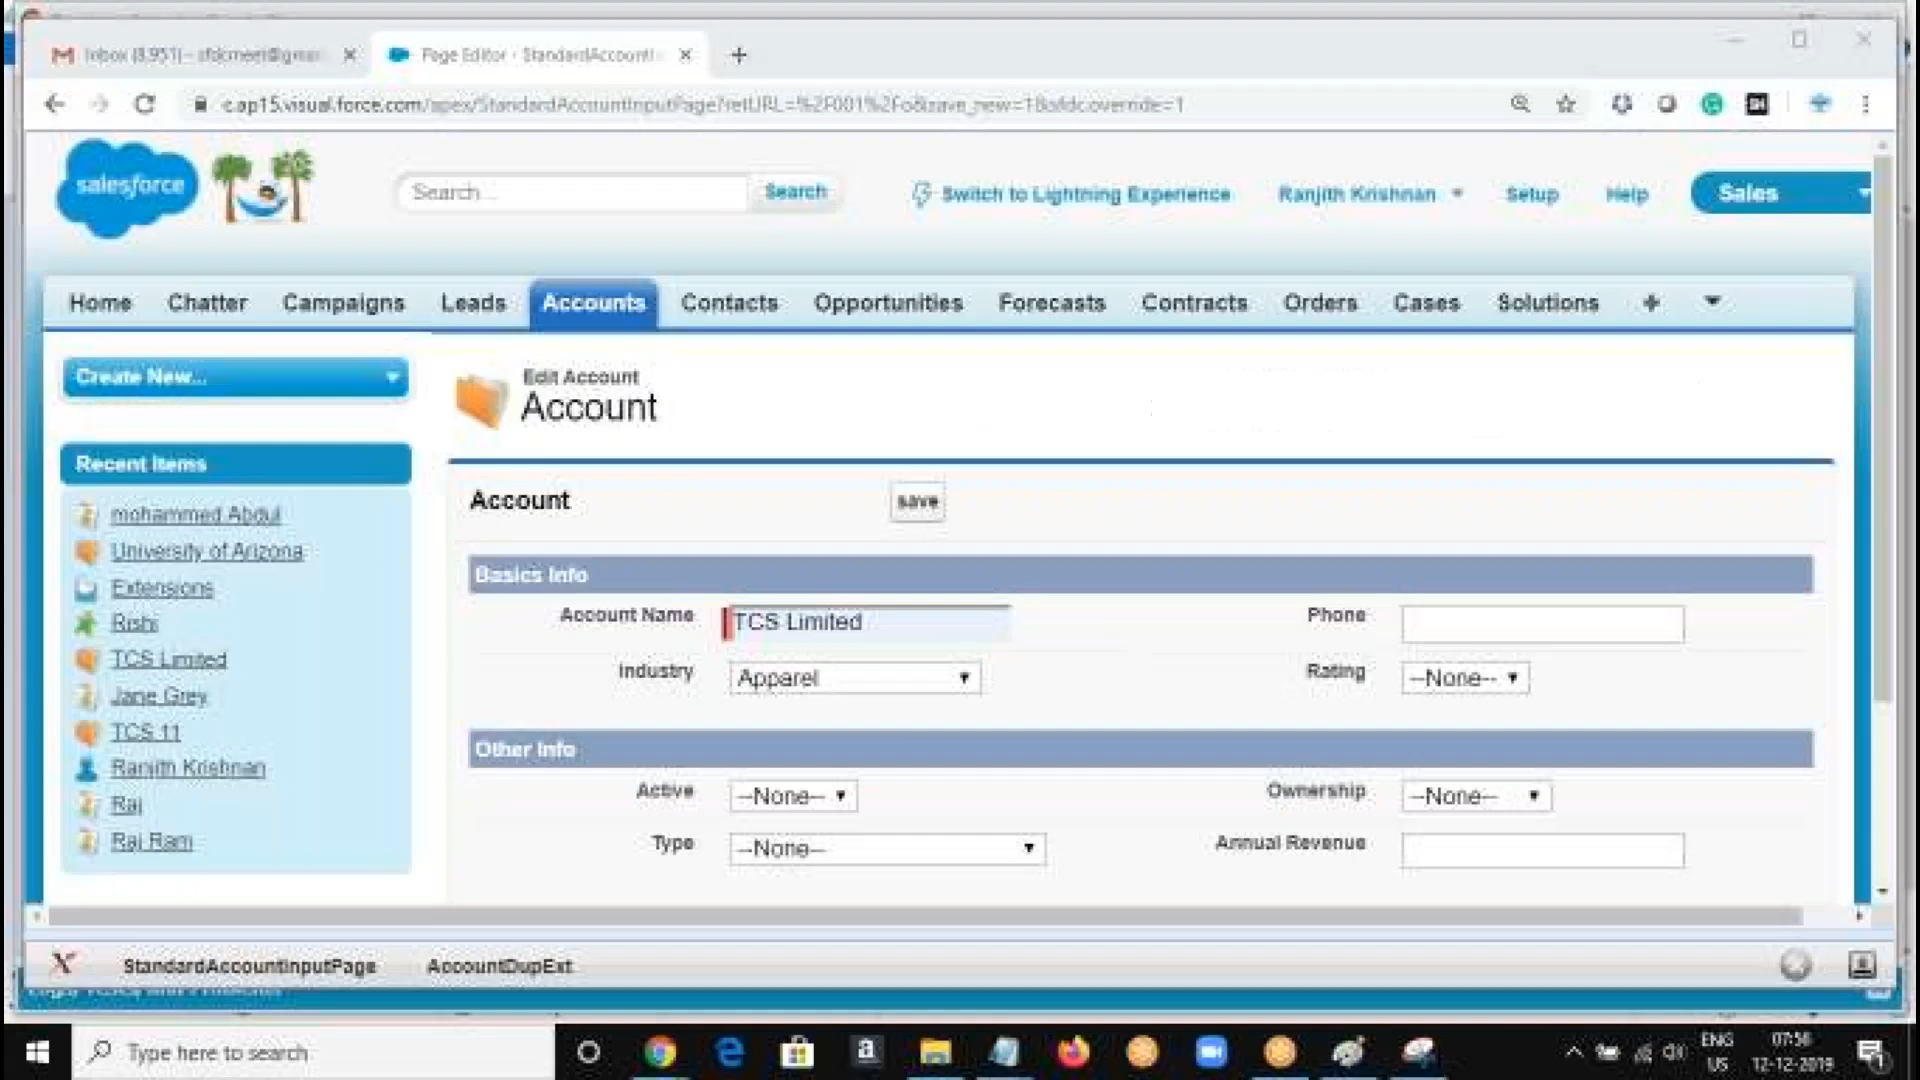 Inbox (8,951) - sfdcmeet@gmai
Page Editor - StandardAccountI
c.ap15.visual.force.com/apex/StandardAccountInputPage?retURL=%2F001%2Fo&save_new=1&sfdc.override=1
salesforce
Search...
Search
Switch to Lightning Experience
Ranjith Krishnan
Setup
Help
Sales
Home
Chatter
Campaigns
Leads
Accounts
Contacts
Opportunities
Forecasts
Contracts
Orders
Cases
Solutions
+
Create New...
Edit Account
Account
Recent Items
mohammed Abdul
University of Arizona
Extensions
Rishi
TCS Limited
Jane Grey
TCS 11
Ranjith Krishnan
Raj
Raj Ram
Account
save
Basics Info
Account Name
TCS Limited
Phone
Industry
Apparel
Rating
--None--
Other Info
Active
--None--
Ownership
--None--
Type
--None--
Annual Revenue
X
StandardAccountInputPage
AccountDupExt
Type here to search
a
ENG
US
07:56
12-12-2019
1